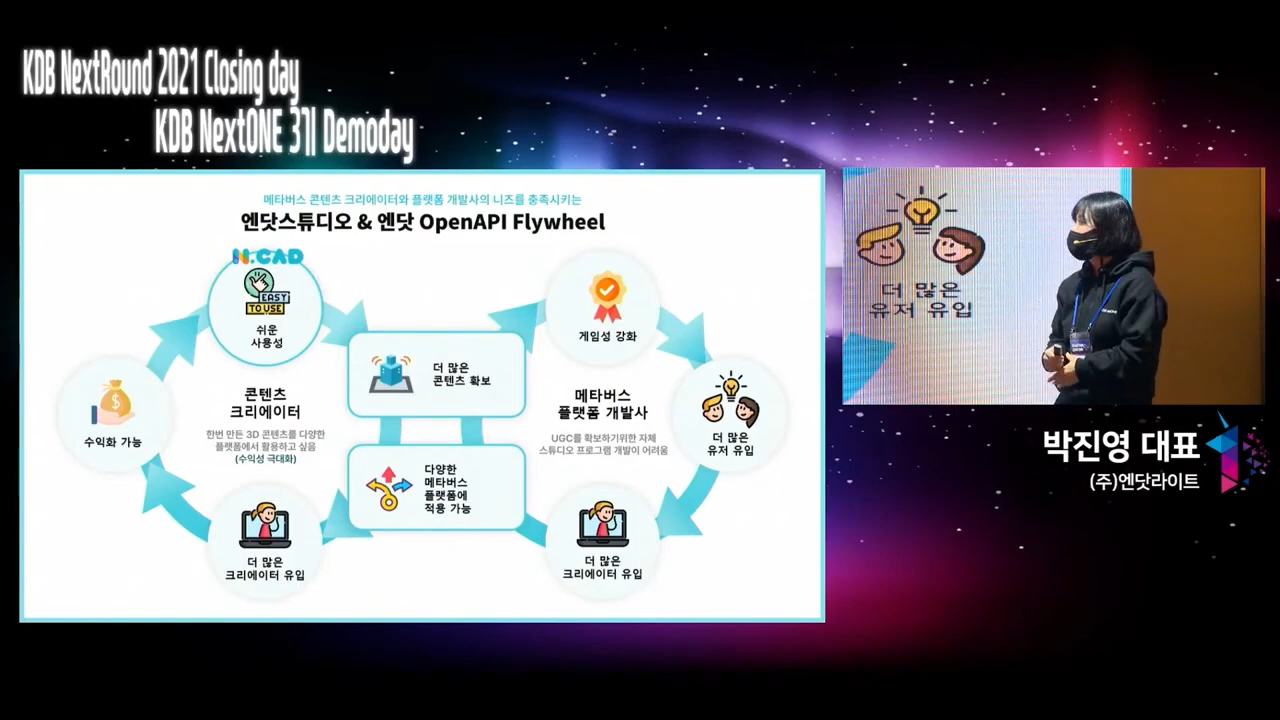 KDB NextRound 2021 Closing day
KDB NextONE 3기 Demoday
메타버스 콘텐츠 크리에이터와 플랫폼 개발사의 니즈를 충족시키는
엔닷스튜디오 & 엔닷 OpenAPI Flywheel
N.CAD
EASY
TO USE
쉬운
사용성
더 많은
콘텐츠 확보
게임성 강화
수익화 가능
콘텐츠
크리에이터
한번 만든 3D 콘텐츠를 다양한
플랫폼에서 활용하고 싶음
(수익성 극대화)
메타버스
플랫폼 개발사
UGC를 확보하기위한 자체
스튜디오 프로그램 개발이 어려움
더 많은
유저 유입
다양한
메타버스
플랫폼에
적용 가능
더 많은
크리에이터 유입
더 많은
크리에이터 유입
더 많은
유저 유입
박진영 대표
(주)엔닷라이트